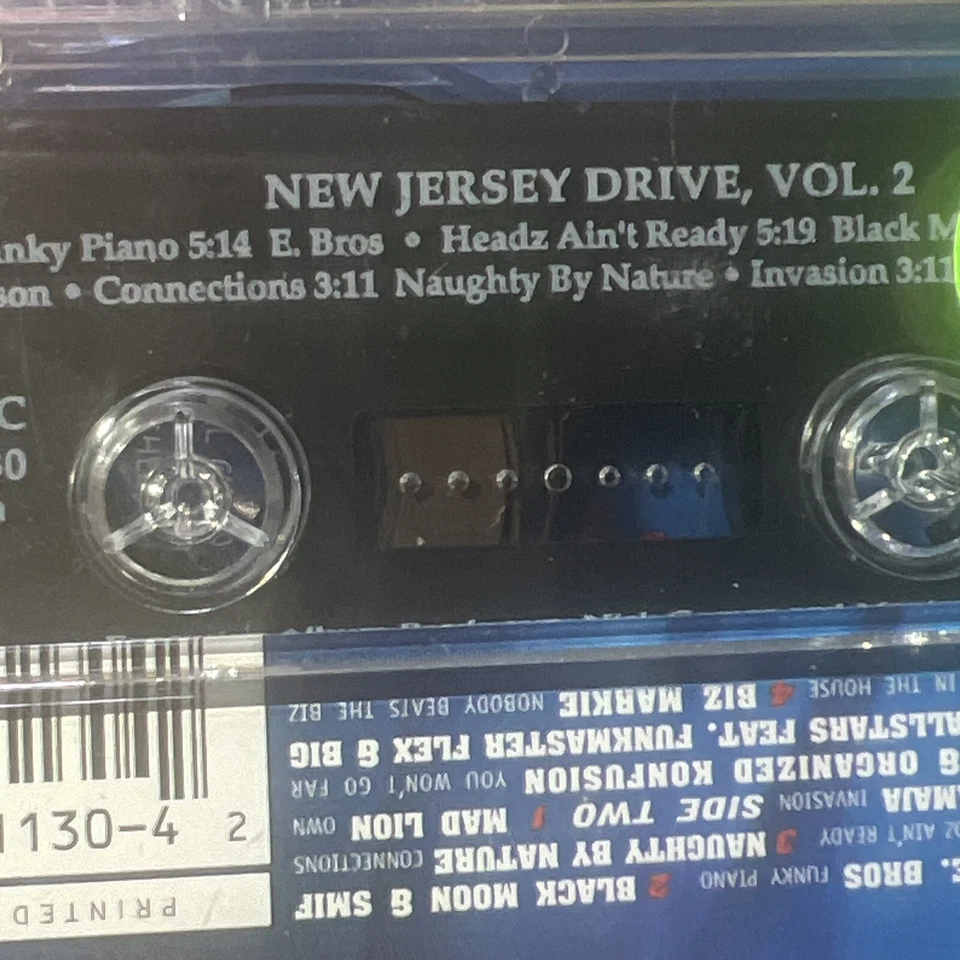 NEW JERSEY DRIVE, VOL. 2
nky Piano 5:14 E. Bros • Headz Ain't Ready 5:19 Black M
son • Connections 3:11 Naughty By Nature • Invasion 3:11
C
0
1130-4 2
PRINTED
E. BROS FUNKY PIANO 2 BLACK MOON & SMIF
AIN'T READY 3 NAUGHTY BY NATURE CONNECTIONS
MAJA INVASION SIDE TWO 1 MAD LION OWN
& ORGANIZED KONFUSION YOU WON'T GO FAR
ALLSTARS FEAT. FUNKMASTER FLEX & BIG
IN THE HOUSE 4 BIZ MARKIE NOBODY BEATS THE BIZ